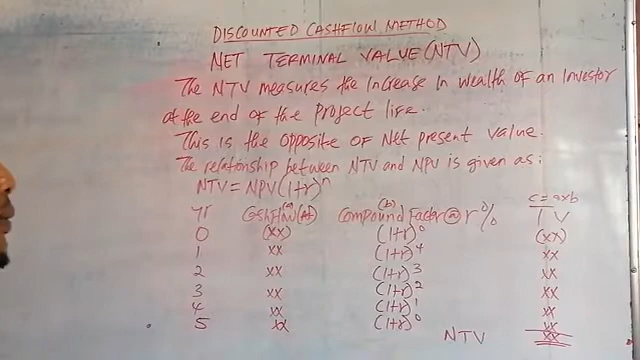 DISCOUNTED CASHFLOW METHOD
NET TERMINAL VALUE (NTV)
The NTV measures the increase in wealth of an investor
at the end of the project life.
This is the opposite of Net present value.
The relationship between NTV and NPV is given as:
NTV = NPV(1+r)^n
c = axb
Yr (a) Cashflow (b) Compound Factor @ r% TV
0 (xx) (1+r)^0 (xx)
1 xx (1+r)^4 xx
2 xx (1+r)^3 xx
3 xx (1+r)^2 xx
4 xx (1+r)^1 xx
5 xx (1+r)^0 xx
NTV xx